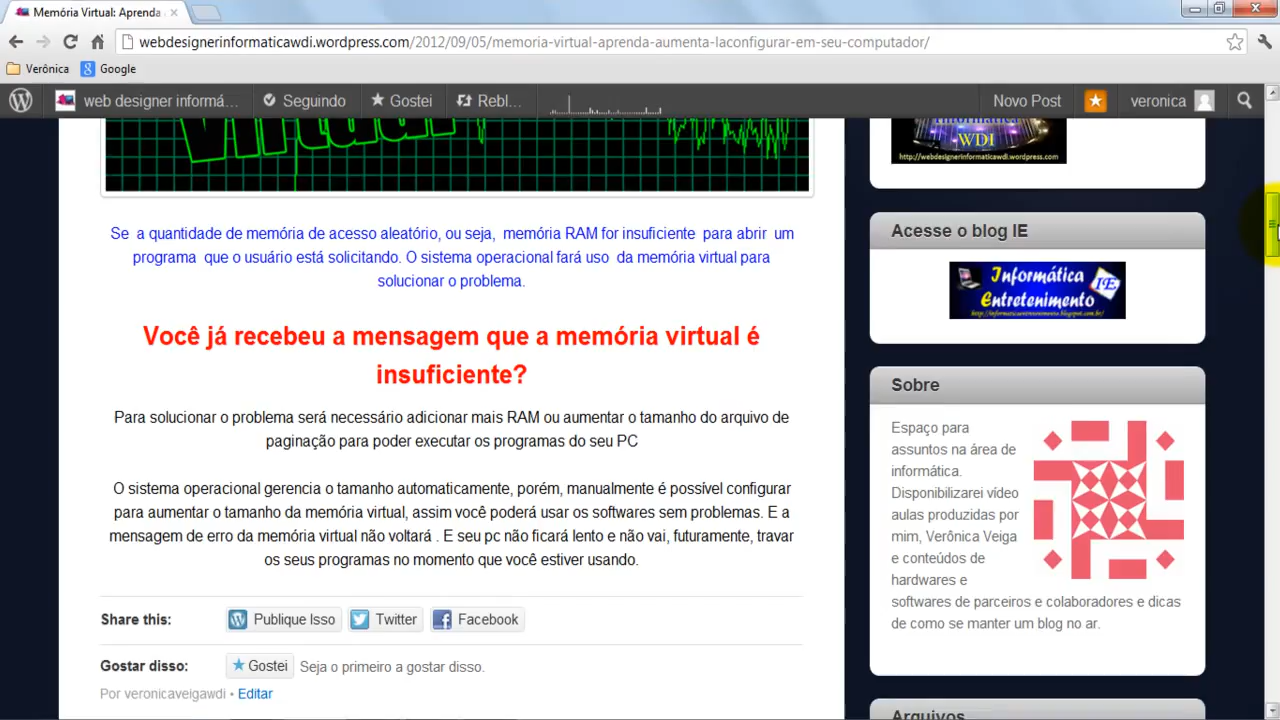 Memória Virtual: Aprenda
webdesignerinformaticawdi.wordpress.com/2012/09/05/memoria-virtual-aprenda-aumenta-laconfigurar-em-seu-computador/
Verônica
Google
web designer informá...
Seguindo
Gostei
Rebl...
Novo Post
veronica
Virtual
Se a quantidade de memória de acesso aleatório, ou seja, memória RAM for insuficiente para abrir um
programa que o usuário está solicitando. O sistema operacional fará uso da memória virtual para
solucionar o problema.
Você já recebeu a mensagem que a memória virtual é
insuficiente?
Para solucionar o problema será necessário adicionar mais RAM ou aumentar o tamanho do arquivo de
paginação para poder executar os programas do seu PC
O sistema operacional gerencia o tamanho automaticamente, porém, manualmente é possível configurar
para aumentar o tamanho da memoria virtual, assim você poderá usar os softwares sem problemas. E a
mensagem de erro da memória virtual não voltará . E seu pc não ficará lento e não vai, futuramente, travar
os seus programas no momento que você estiver usando.
Share this:
Publique Isso
Twitter
Facebook
Gostar disso:
Gostei
Seja o primeiro a gostar disso.
Por veronicaveigawdi • Editar
Informática
WDI
http://webdesignerinformaticawdi.wordpress.com
Acesse o blog IE
Informática
Entretenimento
IE
http://informaticaentretenimento.blogspot.com.br/
Sobre
Espaço para
assuntos na área de
informática.
Disponibilizarei vídeo
aulas produzidas por
mim, Verônica Veiga
e conteúdos de
hardwares e
softwares de parceiros e colaboradores e dicas
de como se manter um blog no ar.
Arquivos